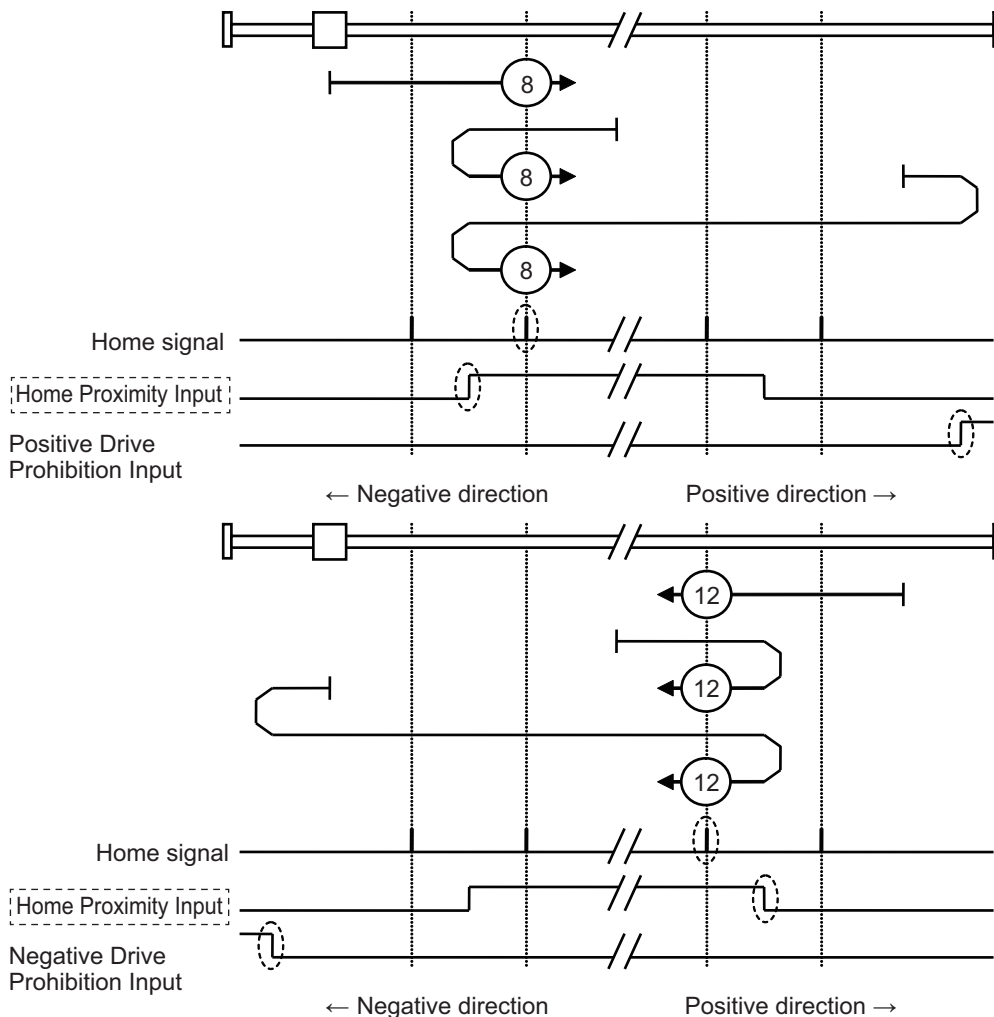 8
8
8
Home signal
Home Proximity Input
Positive Drive
Prohibition Input
← Negative direction
Positive direction →
12
12
12
Home signal
Home Proximity Input
Negative Drive
Prohibition Input
← Negative direction
Positive direction →